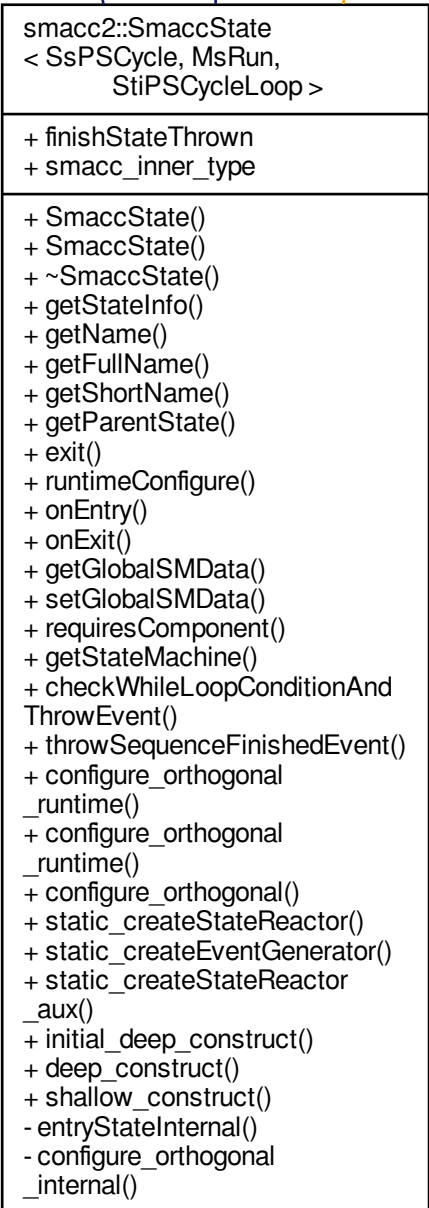 smacc2::SmaccState
< SsPSCycle, MsRun,
StiPSCycleLoop >
+ finishStateThrown
+ smacc_inner_type
+ SmaccState()
+ SmaccState()
+ ~SmaccState()
+ getStateInfo()
+ getName()
+ getFullName()
+ getShortName()
+ getParentState()
+ exit()
+ runtimeConfigure()
+ onEntry()
+ onExit()
+ getGlobalSMData()
+ setGlobalSMData()
+ requiresComponent()
+ getStateMachine()
+ checkWhileLoopConditionAnd
ThrowEvent()
+ throwSequenceFinishedEvent()
+ configure_orthogonal
_runtime()
+ configure_orthogonal
_runtime()
+ configure_orthogonal()
+ static_createStateReactor()
+ static_createEventGenerator()
+ static_createStateReactor
_aux()
+ initial_deep_construct()
+ deep_construct()
+ shallow_construct()
- entryStateInternal()
- configure_orthogonal
_internal()